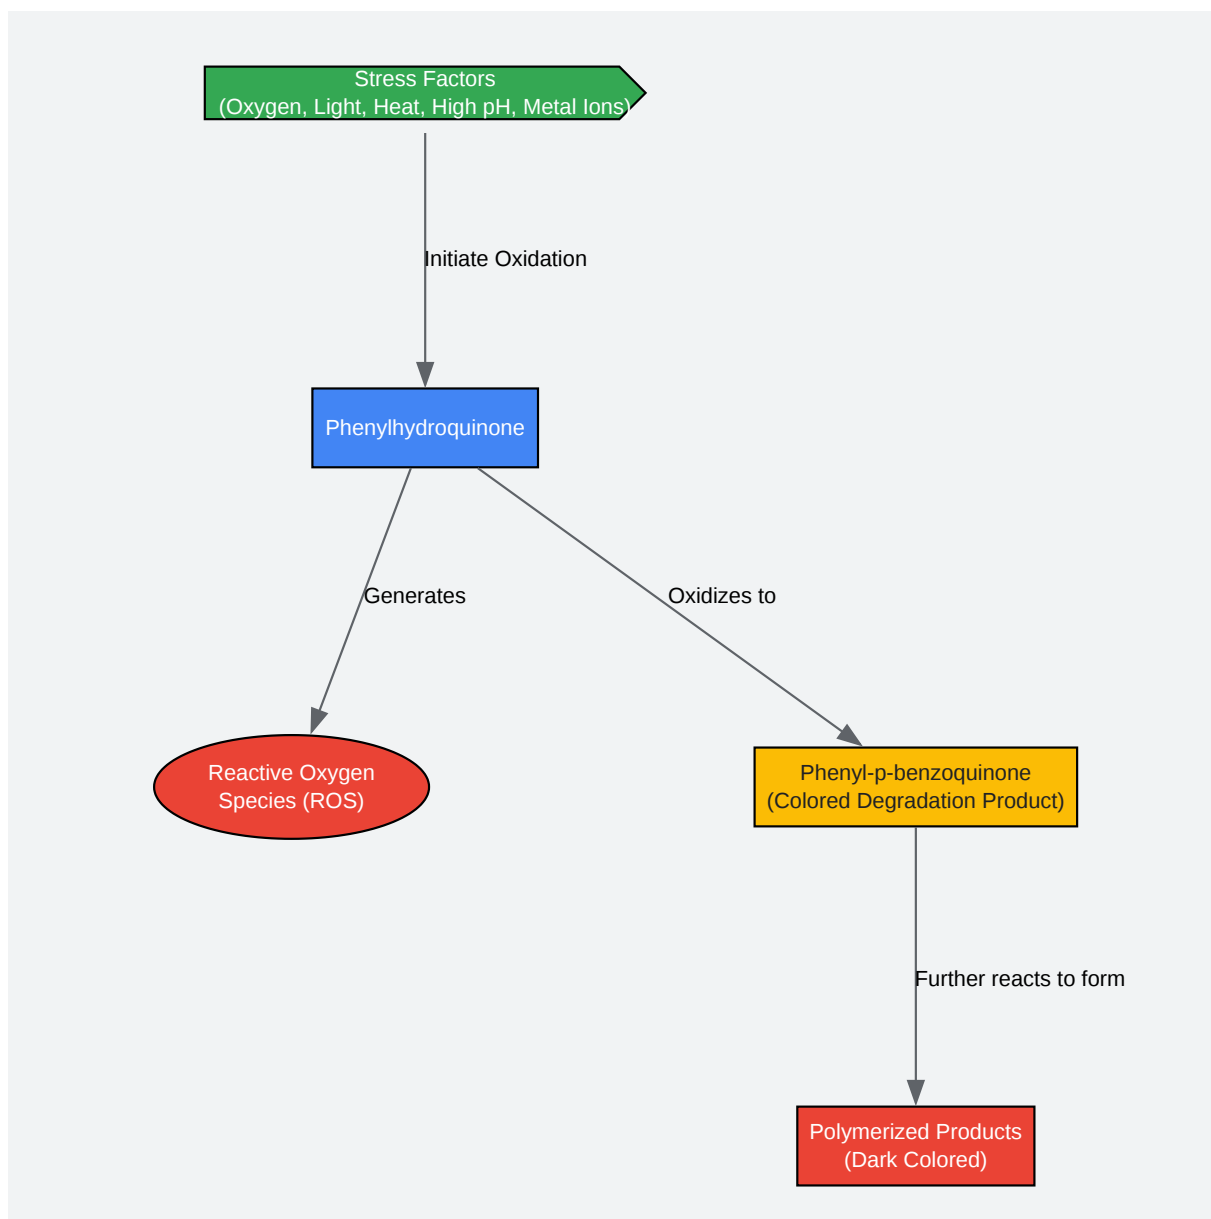 Stress Factors
(Oxygen, Light, Heat, High pH, Metal Ions)
Initiate Oxidation
Phenylhydroquinone
Generates
Oxidizes to
Reactive Oxygen
Species (ROS)
Phenyl-p-benzoquinone
(Colored Degradation Product)
Further reacts to form
Polymerized Products
(Dark Colored)